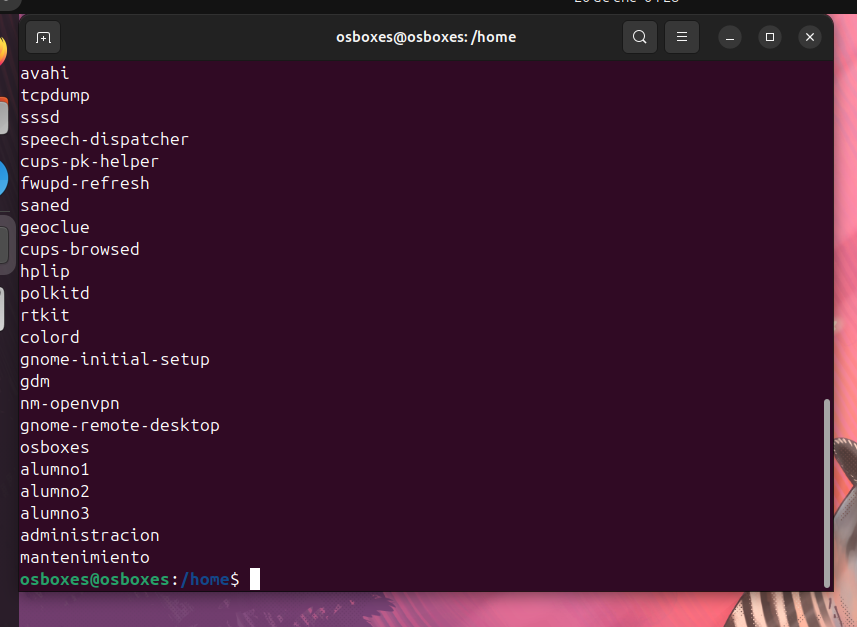 osboxes@osboxes: /home
avahi
tcpdump
sssd
speech-dispatcher
cups-pk-helper
fwupd-refresh
saned
geoclue
cups-browsed
hplip
polkitd
rtkit
colord
gnome-initial-setup
gdm
nm-openvpn
gnome-remote-desktop
osboxes
alumno1
alumno2
alumno3
administracion
mantenimiento
osboxes@osboxes:/home$